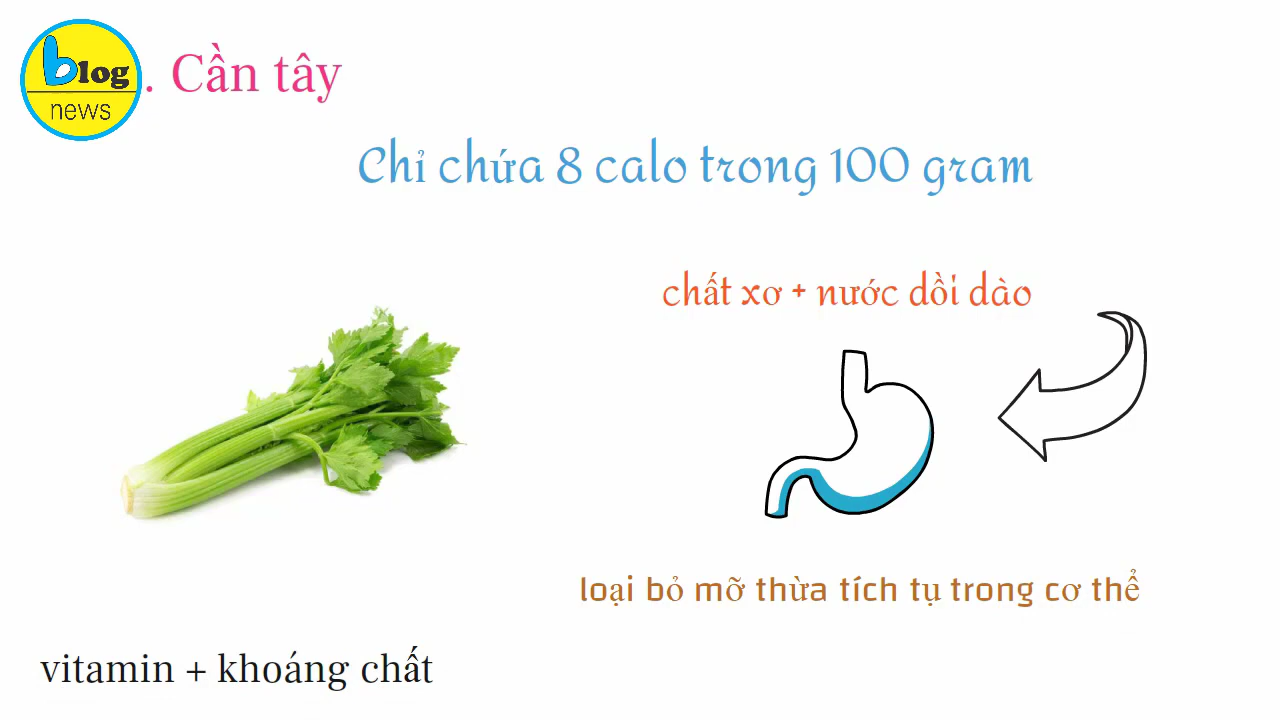 blog
news
. Cần tây
Chỉ chứa 8 calo trong 100 gram
chất xơ + nước dồi dào
loại bỏ mỡ thừa tích tụ trong cơ thể
vitamin + khoáng chất